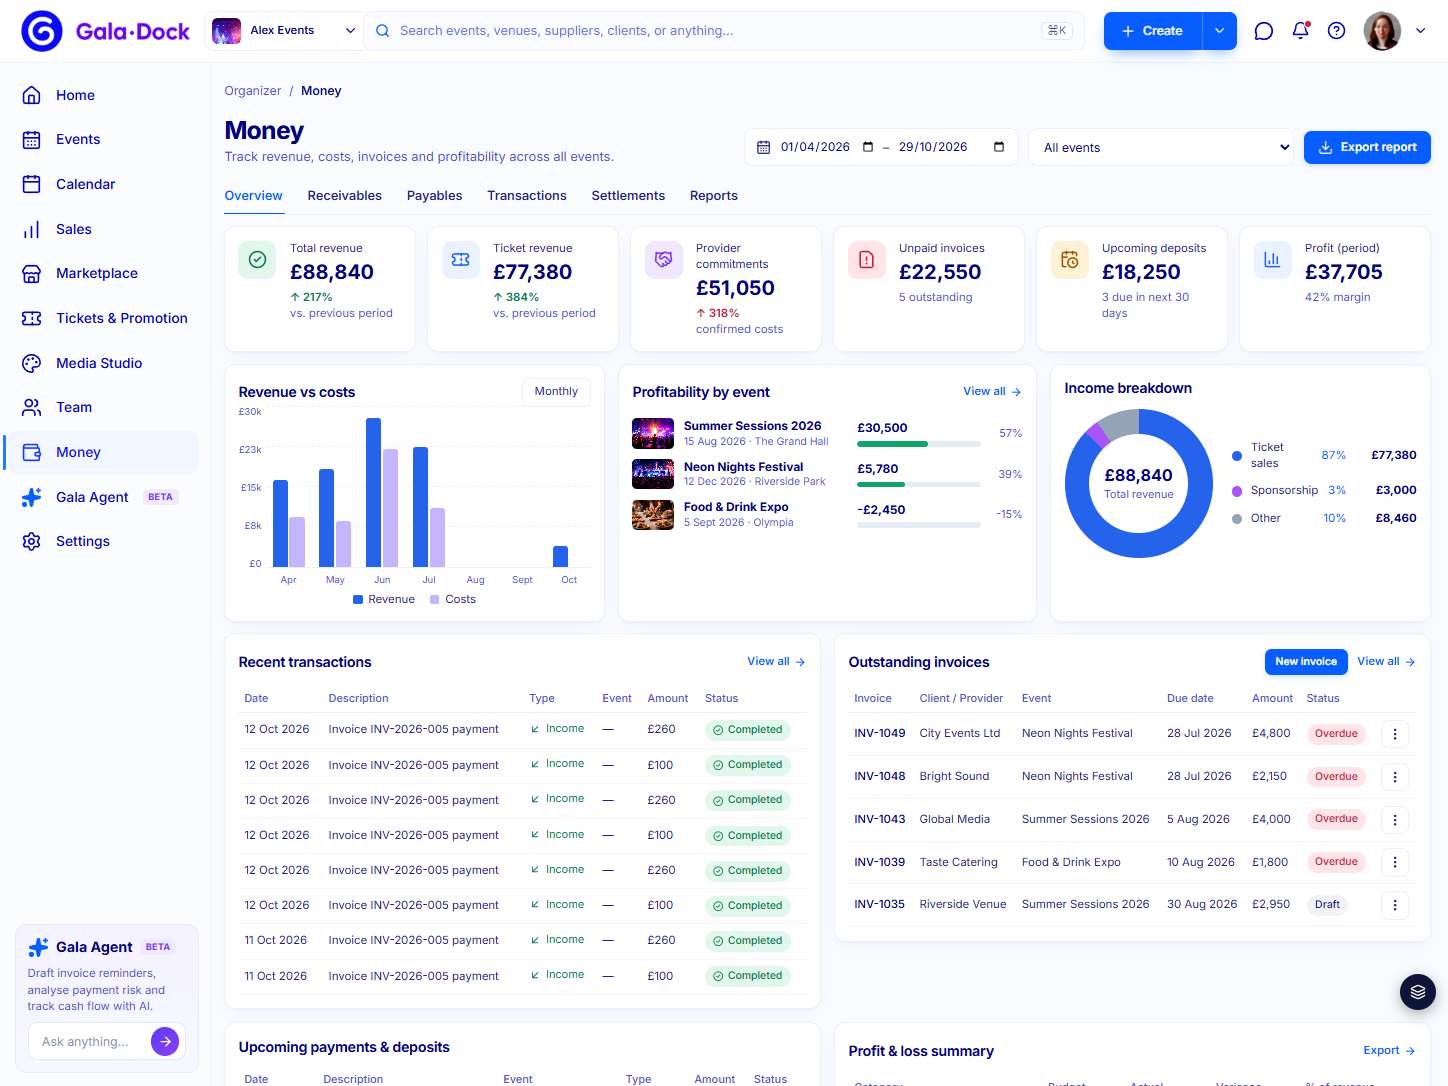 Gala·Dock
Alex Events
Search events, venues, suppliers, clients, or anything...
⌘K
+ Create
Home
Events
Calendar
Sales
Marketplace
Tickets & Promotion
Media Studio
Team
Money
Gala Agent BETA
Settings
Gala Agent BETA
Draft invoice reminders,
analyse payment risk and
track cash flow with AI.
Ask anything...
Organizer / Money
Money
Track revenue, costs, invoices and profitability across all events.
01/04/2026 – 29/10/2026
All events
Export report
Overview Receivables Payables Transactions Settlements Reports
Total revenue
£88,840
↑ 217%
vs. previous period
Ticket revenue
£77,380
↑ 384%
vs. previous period
Provider
commitments
£51,050
↑ 318%
confirmed costs
Unpaid invoices
£22,550
5 outstanding
Upcoming deposits
£18,250
3 due in next 30
days
Profit (period)
£37,705
42% margin
Revenue vs costs
Monthly
£30k
£23k
£15k
£8k
£0
Apr May Jun Jul Aug Sept Oct
Revenue Costs
Profitability by event
View all →
Summer Sessions 2026
15 Aug 2026 · The Grand Hall
£30,500
57%
Neon Nights Festival
12 Dec 2026 · Riverside Park
£5,780
39%
Food & Drink Expo
5 Sept 2026 · Olympia
-£2,450
-15%
Income breakdown
£88,840
Total revenue
Ticket
sales
87% £77,380
Sponsorship 3% £3,000
Other 10% £8,460
Recent transactions
View all →
Date Description Type Event Amount Status
12 Oct 2026 Invoice INV-2026-005 payment Income — £260 Completed
12 Oct 2026 Invoice INV-2026-005 payment Income — £100 Completed
12 Oct 2026 Invoice INV-2026-005 payment Income — £260 Completed
12 Oct 2026 Invoice INV-2026-005 payment Income — £100 Completed
12 Oct 2026 Invoice INV-2026-005 payment Income — £260 Completed
12 Oct 2026 Invoice INV-2026-005 payment Income — £100 Completed
11 Oct 2026 Invoice INV-2026-005 payment Income — £260 Completed
11 Oct 2026 Invoice INV-2026-005 payment Income — £100 Completed
Outstanding invoices
New invoice
View all →
Invoice Client / Provider Event Due date Amount Status
INV-1049 City Events Ltd Neon Nights Festival 28 Jul 2026 £4,800 Overdue
INV-1048 Bright Sound Neon Nights Festival 28 Jul 2026 £2,150 Overdue
INV-1043 Global Media Summer Sessions 2026 5 Aug 2026 £4,000 Overdue
INV-1039 Taste Catering Food & Drink Expo 10 Aug 2026 £1,800 Overdue
INV-1035 Riverside Venue Summer Sessions 2026 30 Aug 2026 £2,950 Draft
Upcoming payments & deposits
Date Description Event Type Amount Status
Profit & loss summary
Export →
Category Budget Actual Variance % of revenue